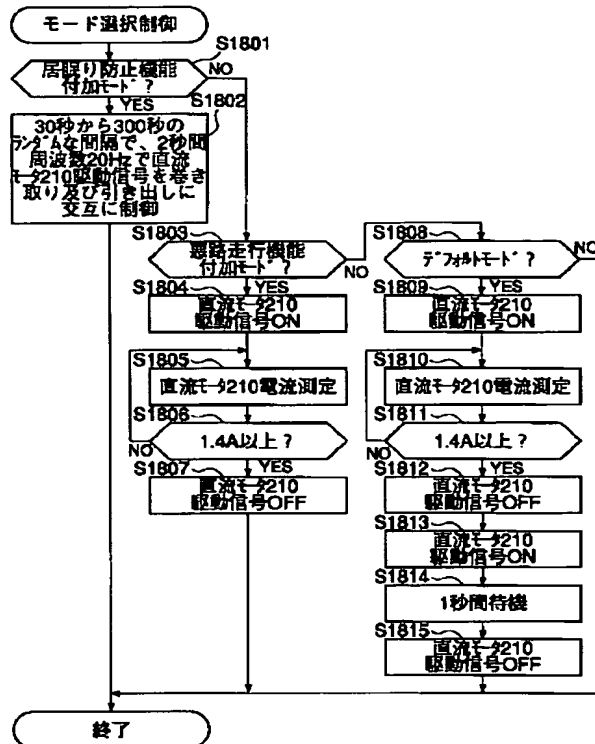 モード選択制御
S1801
居眠り防止機能
付加モード？
NO
YES
S1802
30秒から300秒の
ランダムな間隔で、2秒間
周波数20Hzで直流
モータ210駆動信号を巻き
取り及び引き出しに
交互に制御
S1803
悪路走行機能
付加モード？
NO
YES
S1804
直流モータ210
駆動信号ON
S1805
直流モータ210電流測定
S1806
1.4A以上？
NO
YES
S1807
直流モータ210
駆動信号OFF
S1808
デフォルトモード？
NO
YES
S1809
直流モータ210
駆動信号ON
S1810
直流モータ210電流測定
S1811
1.4A以上？
NO
YES
S1812
直流モータ210
駆動信号OFF
S1813
直流モータ210
駆動信号ON
S1814
1秒間待機
S1815
直流モータ210
駆動信号OFF
終了